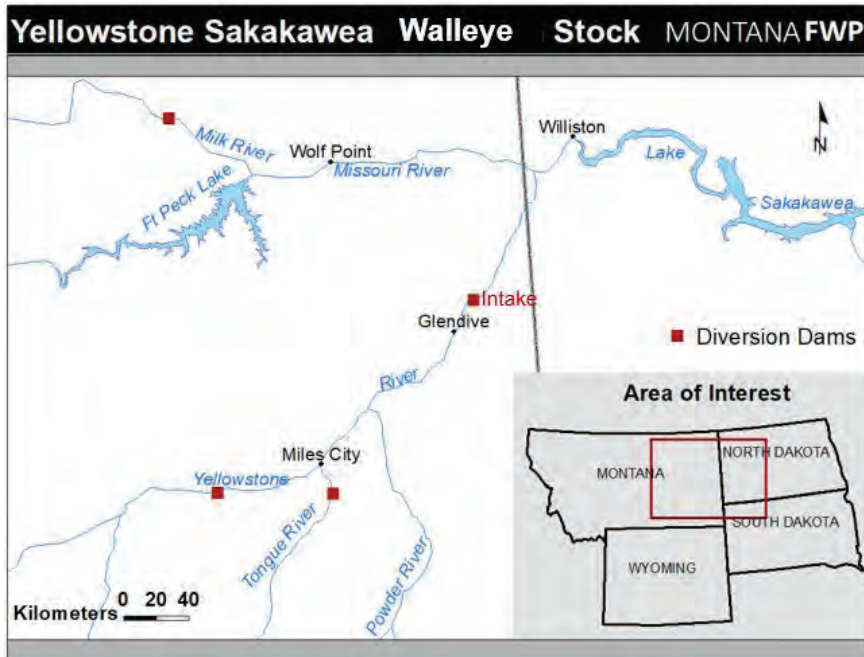 Yellowstone Sakakawea Walleye Stock MONTANA FWP
N
Williston
Milk River
Wolf Point
Missouri River
Lake
Ft Peck Lake
Sakakawea
Intake
Glendive
Diversion Dams
River
Area of Interest
Miles City
Yellowstone
Tongue River
Powder River
MONTANA
NORTH DAKOTA
SOUTH DAKOTA
WYOMING
Kilometers 0 20 40